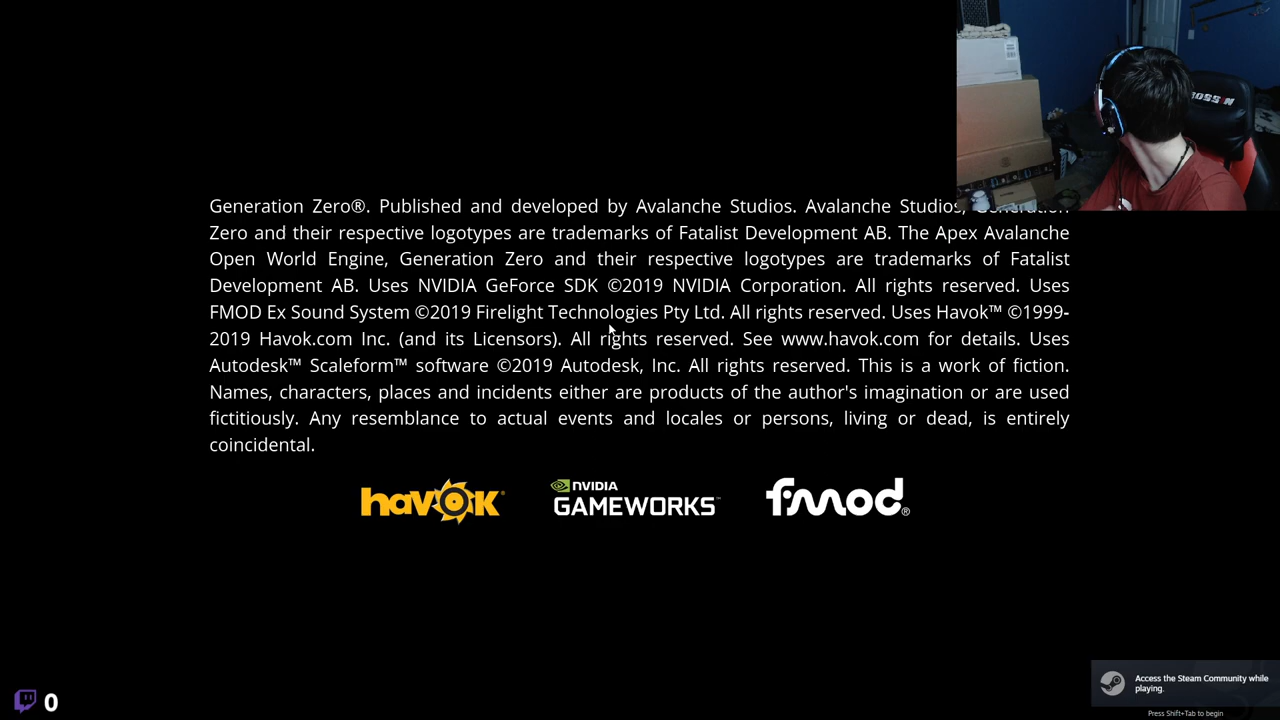 Generation Zero®. Published and developed by Avalanche Studios. Avalanche Studios, Generation
Zero and their respective logotypes are trademarks of Fatalist Development AB. The Apex Avalanche
Open World Engine, Generation Zero and their respective logotypes are trademarks of Fatalist
Development AB. Uses NVIDIA GeForce SDK ©2019 NVIDIA Corporation. All rights reserved. Uses
FMOD Ex Sound System ©2019 Firelight Technologies Pty Ltd. All rights reserved. Uses Havok™ ©1999-
2019 Havok.com Inc. (and its Licensors). All rights reserved. See www.havok.com for details. Uses
Autodesk™ Scaleform™ software ©2019 Autodesk, Inc. All rights reserved. This is a work of fiction.
Names, characters, places and incidents either are products of the author's imagination or are used
fictitiously. Any resemblance to actual events and locales or persons, living or dead, is entirely
coincidental.
havok®
NVIDIA
GAMEWORKS™
fmod®
0
Access the Steam Community while
playing.
Press Shift+Tab to begin